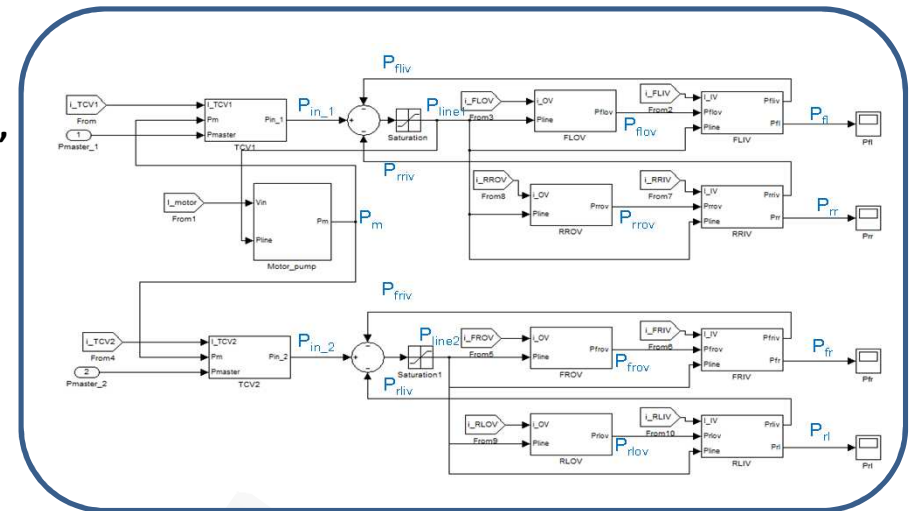 ,
P_fliv
i_TCV1
From
I_TCV1
Pm
Pmaster
Pin_1
TCV1
1
Pmaster_1
P_in_1
+
-
-
Saturation
P_line1
i_FLOV
From3
i_OV
Pline
Pflov
FLOV
P_flov
i_FLIV
From2
I_IV
Pflov
Pline
Pfliv
Pfl
FLIV
P_fl
Pfl
P_rriv
I_motor
From1
Vin
Pline
Pm
Motor_pump
P_m
i_RROV
From8
i_OV
Pline
Prrov
RROV
P_rrov
i_RRIV
From7
I_IV
Prrov
Pline
Prriv
Prr
RRIV
P_rr
Prr
P_friv
i_TCV2
From4
I_TCV2
Pm
Pmaster
Pin_2
TCV2
2
Pmaster_2
P_in_2
+
-
-
Saturation1
P_line2
i_FROV
From5
i_OV
Pline
Pfrov
FROV
P_frov
i_FRIV
From6
I_IV
Pfrov
Pline
Pfriv
Pfr
FRIV
P_fr
Pfr
P_rliv
i_RLOV
From9
i_OV
Pline
Prlov
RLOV
P_rlov
i_RLIV
From10
I_IV
Prlov
Pline
Prliv
Prl
RLIV
P_rl
Prl